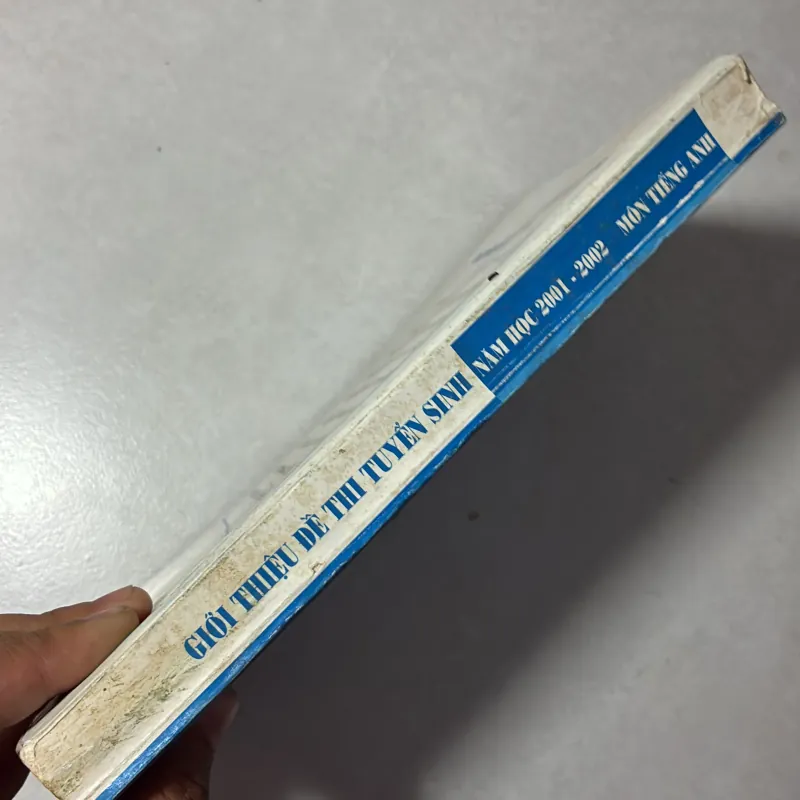 GIỚI THIỆU ĐỀ THI TUYỂN SINH
NĂM HỌC 2001 - 2002 MÔN TIẾNG ANH